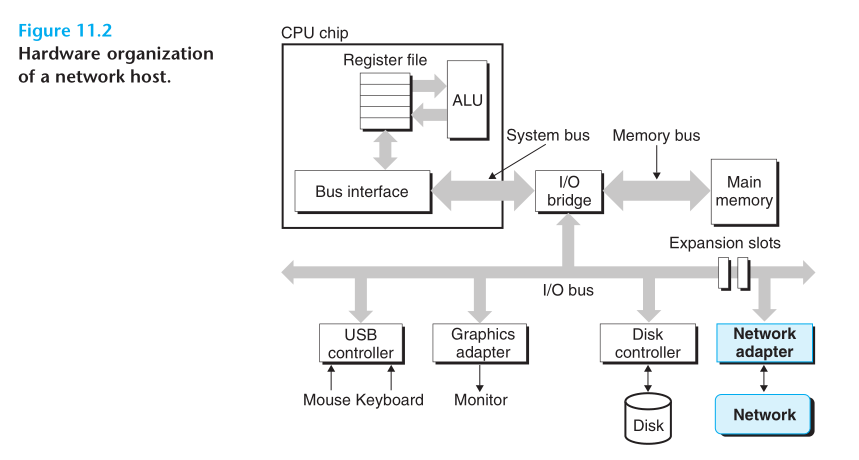 Figure 11.2
Hardware organization
of a network host.
CPU chip
Register file
ALU
System bus
Memory bus
Bus interface
I/O
bridge
Main
memory
Expansion slots
I/O bus
USB
controller
Graphics
adapter
Disk
controller
Network
adapter
Mouse Keyboard
Monitor
Disk
Network